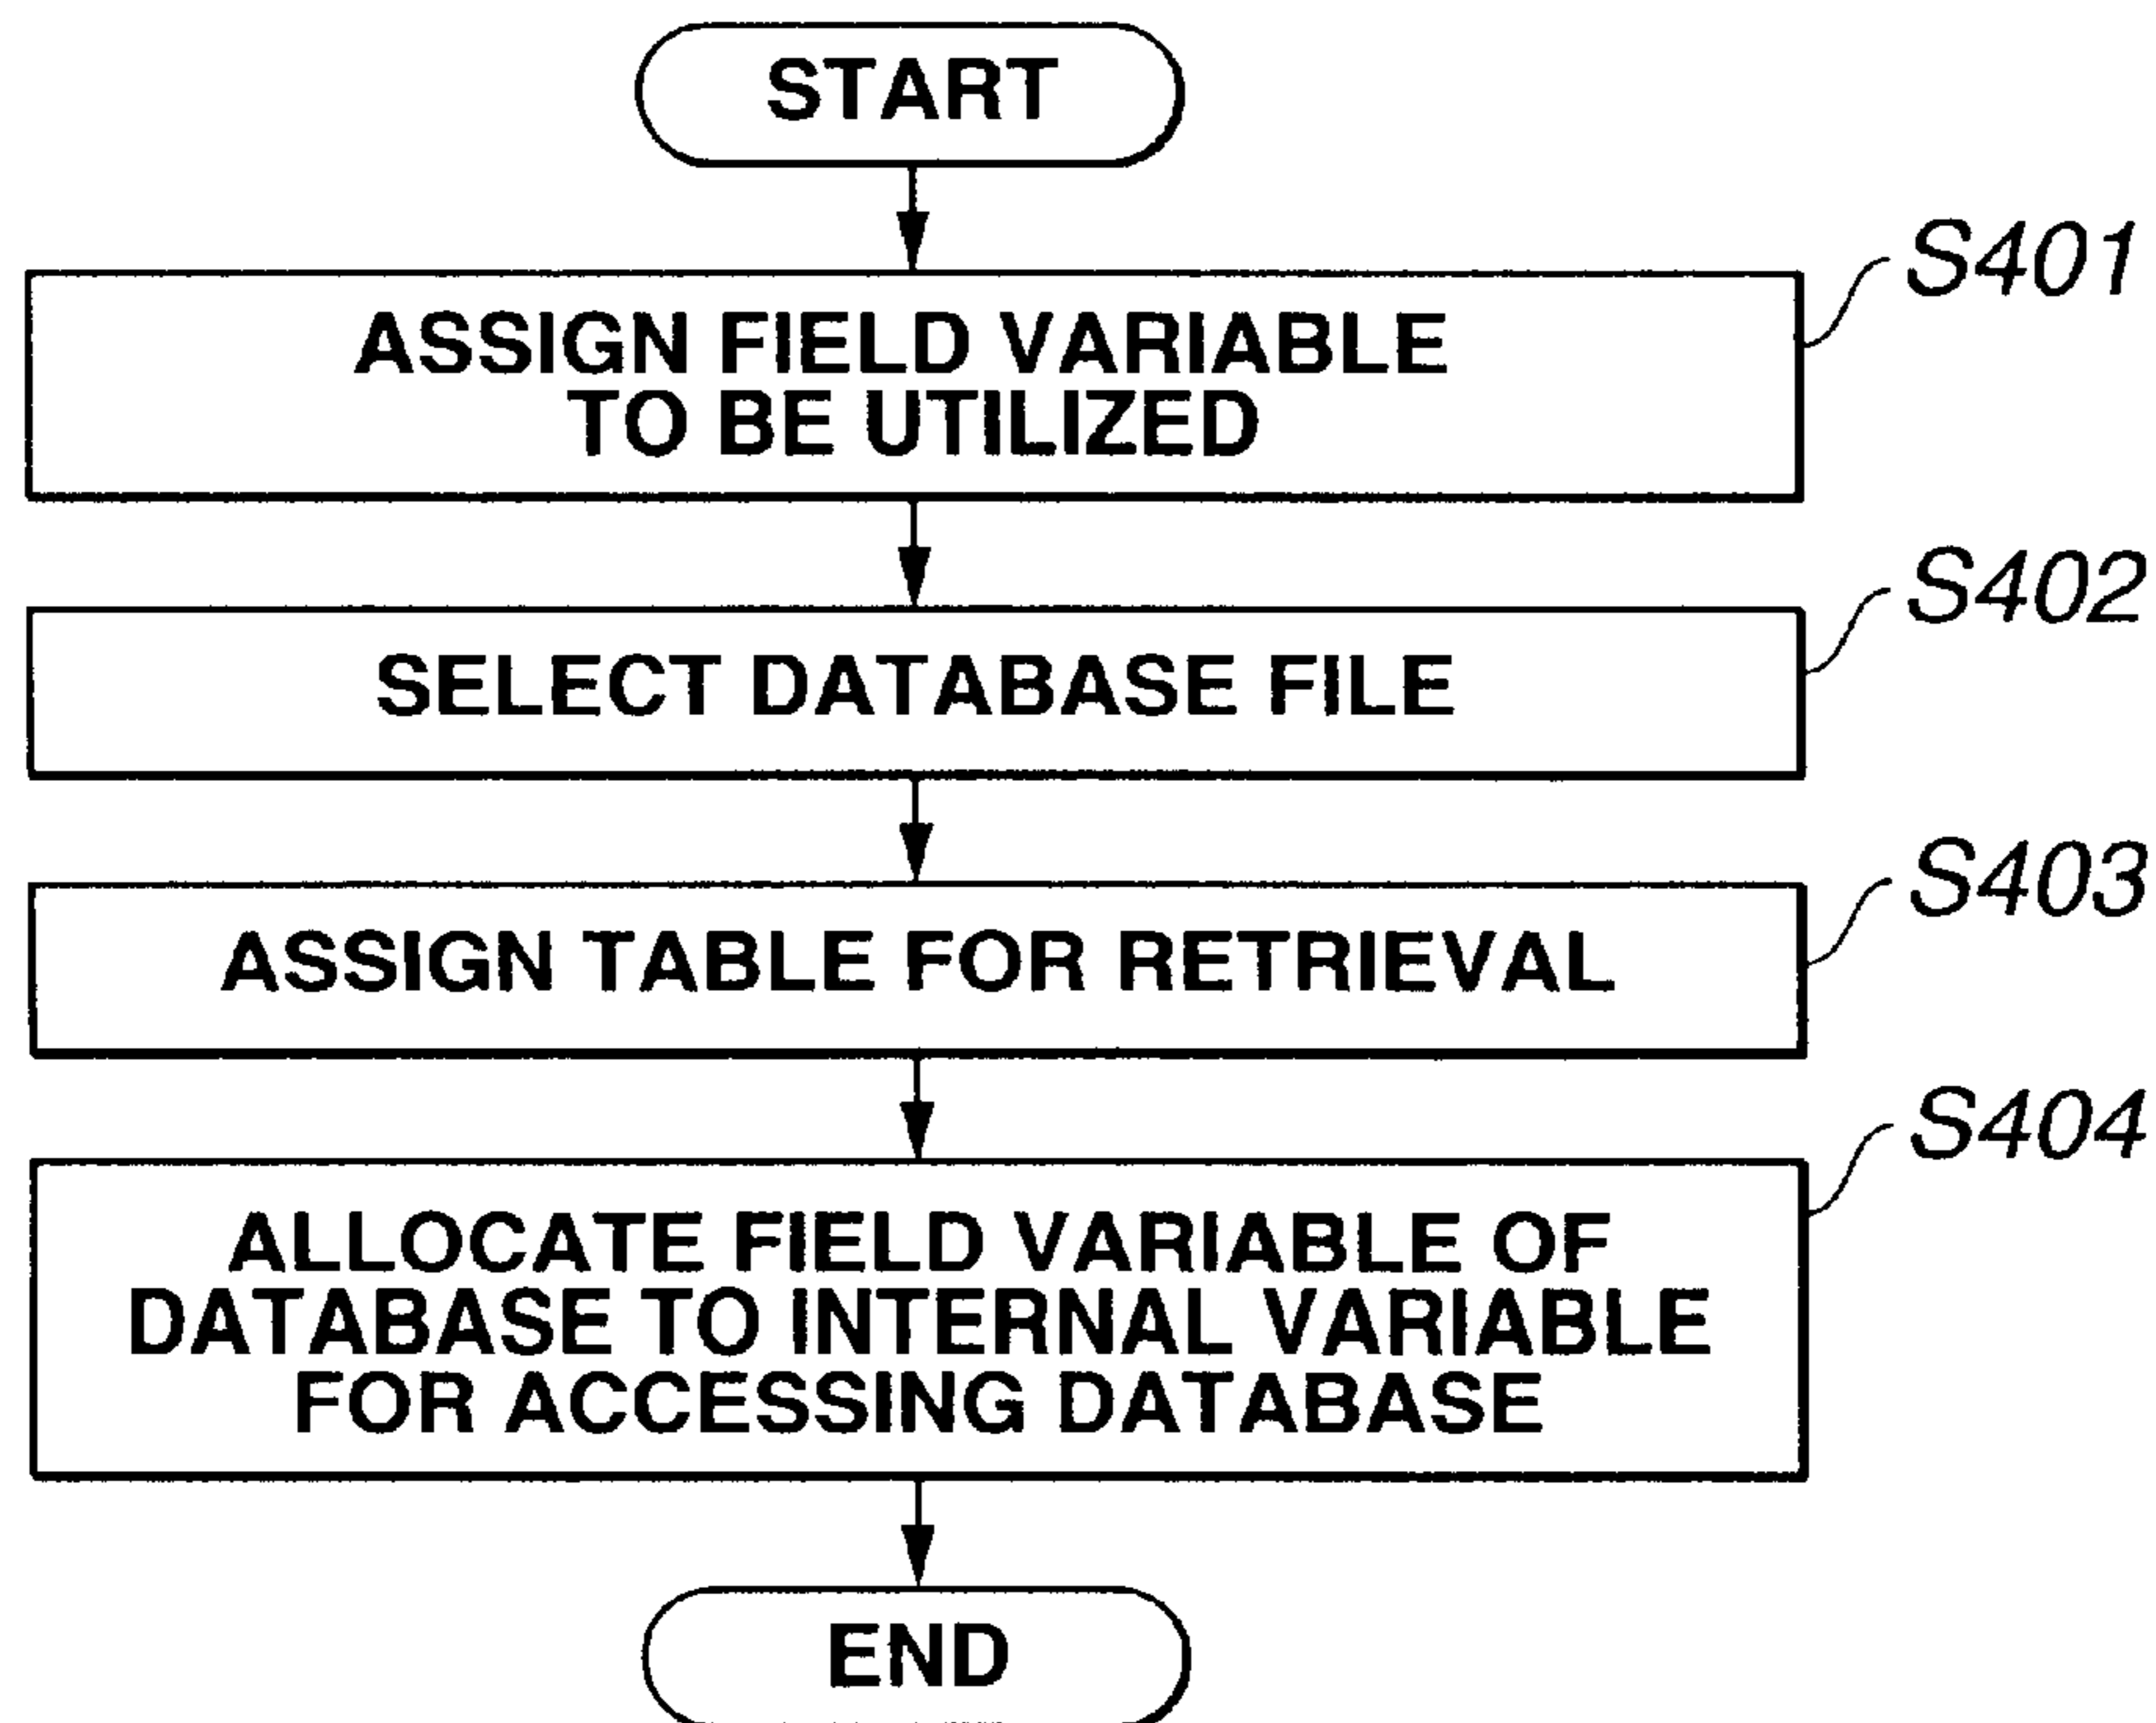 START
S401
ASSIGN FIELD VARIABLE
TO BE UTILIZED
S402
SELECT DATABASE FILE
S403
ASSIGN TABLE FOR RETRIEVAL
S404
ALLOCATE FIELD VARIABLE OF
DATABASE TO INTERNAL VARIABLE
FOR ACCESSING DATABASE
END